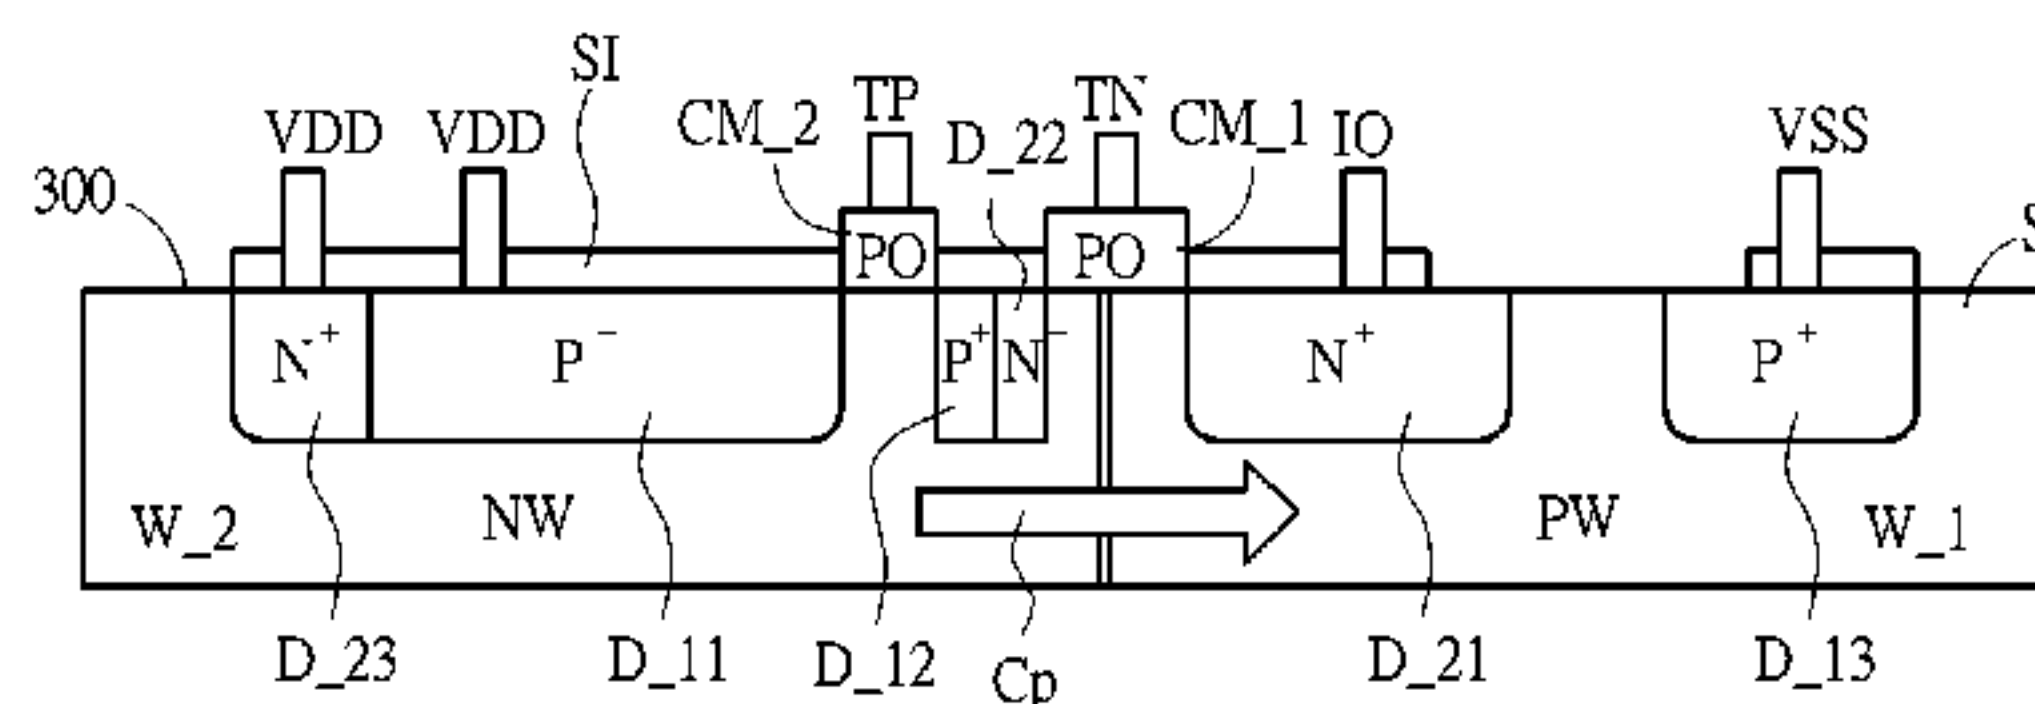 SI
TP TN
VDD VDD CM_2 D_22 CM_1 IO VSS
300
PO PO
N+ P− P+ N− N+ P+
W_2 NW PW W_1
D_23 D_11 D_12 Cp D_21 D_13